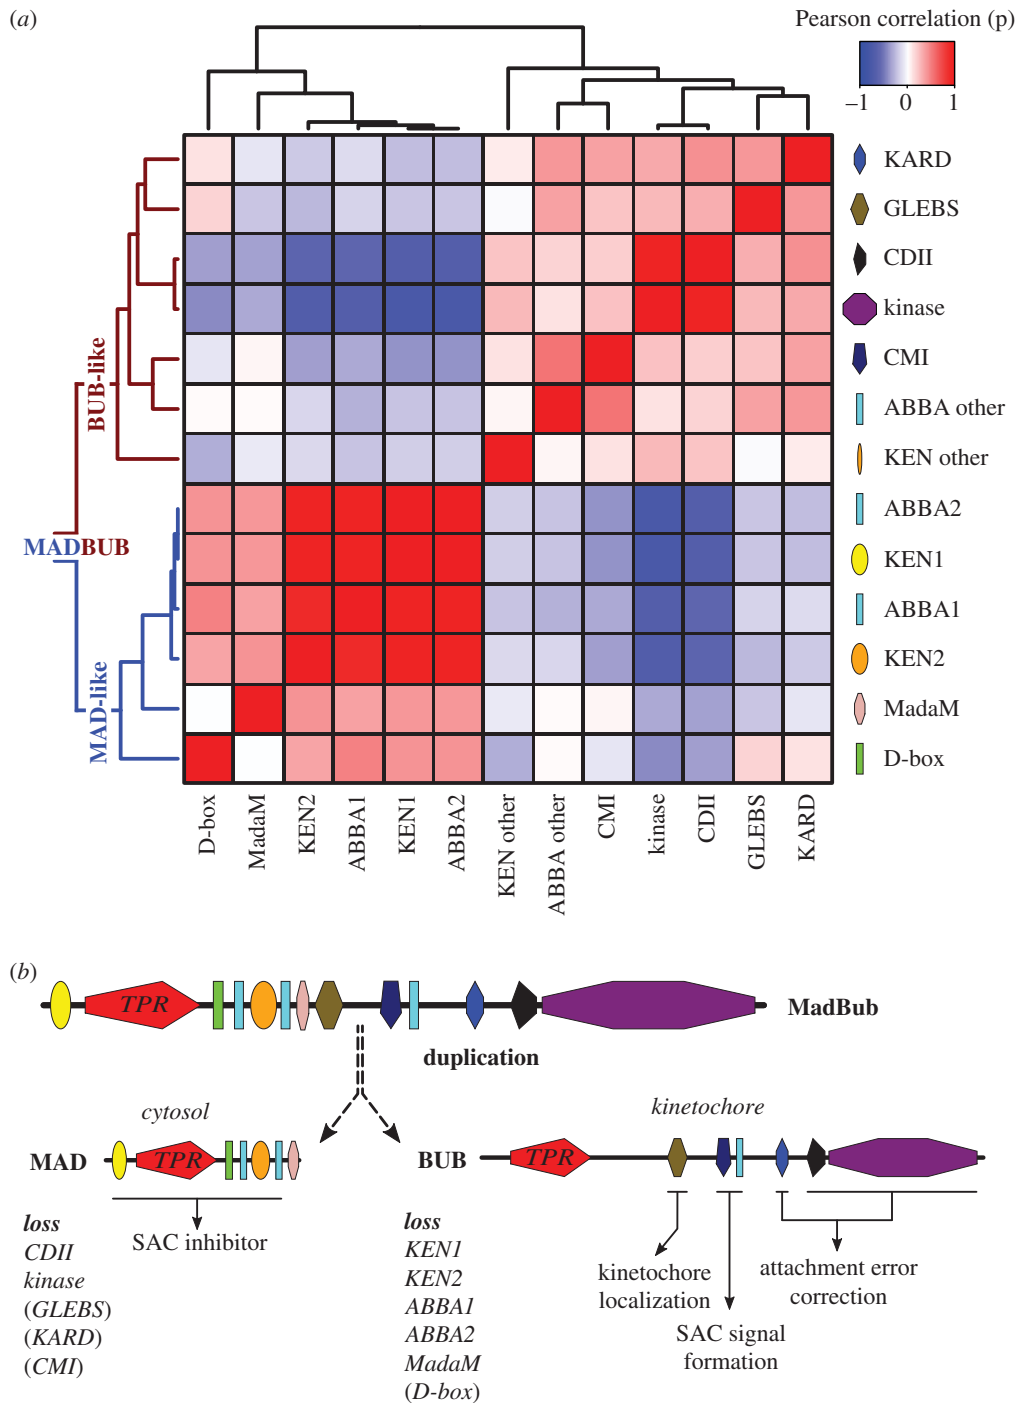 (a)
Pearson correlation (p)
−1 0 1
KARD
GLEBS
CDII
kinase
CMI
ABBA other
KEN other
ABBA2
KEN1
ABBA1
KEN2
MadaM
D-box
BUB-like
MADBUB
MAD-like
D-box
MadaM
KEN2
ABBA1
KEN1
ABBA2
KEN other
ABBA other
CMI
kinase
CDII
GLEBS
KARD
(b)
TPR
MadBub
duplication
cytosol
kinetochore
MAD
TPR
BUB
TPR
loss
CDII
kinase
(GLEBS)
(KARD)
(CMI)
SAC inhibitor
loss
KEN1
KEN2
ABBA1
ABBA2
MadaM
(D-box)
kinetochore
localization
SAC signal
formation
attachment error
correction